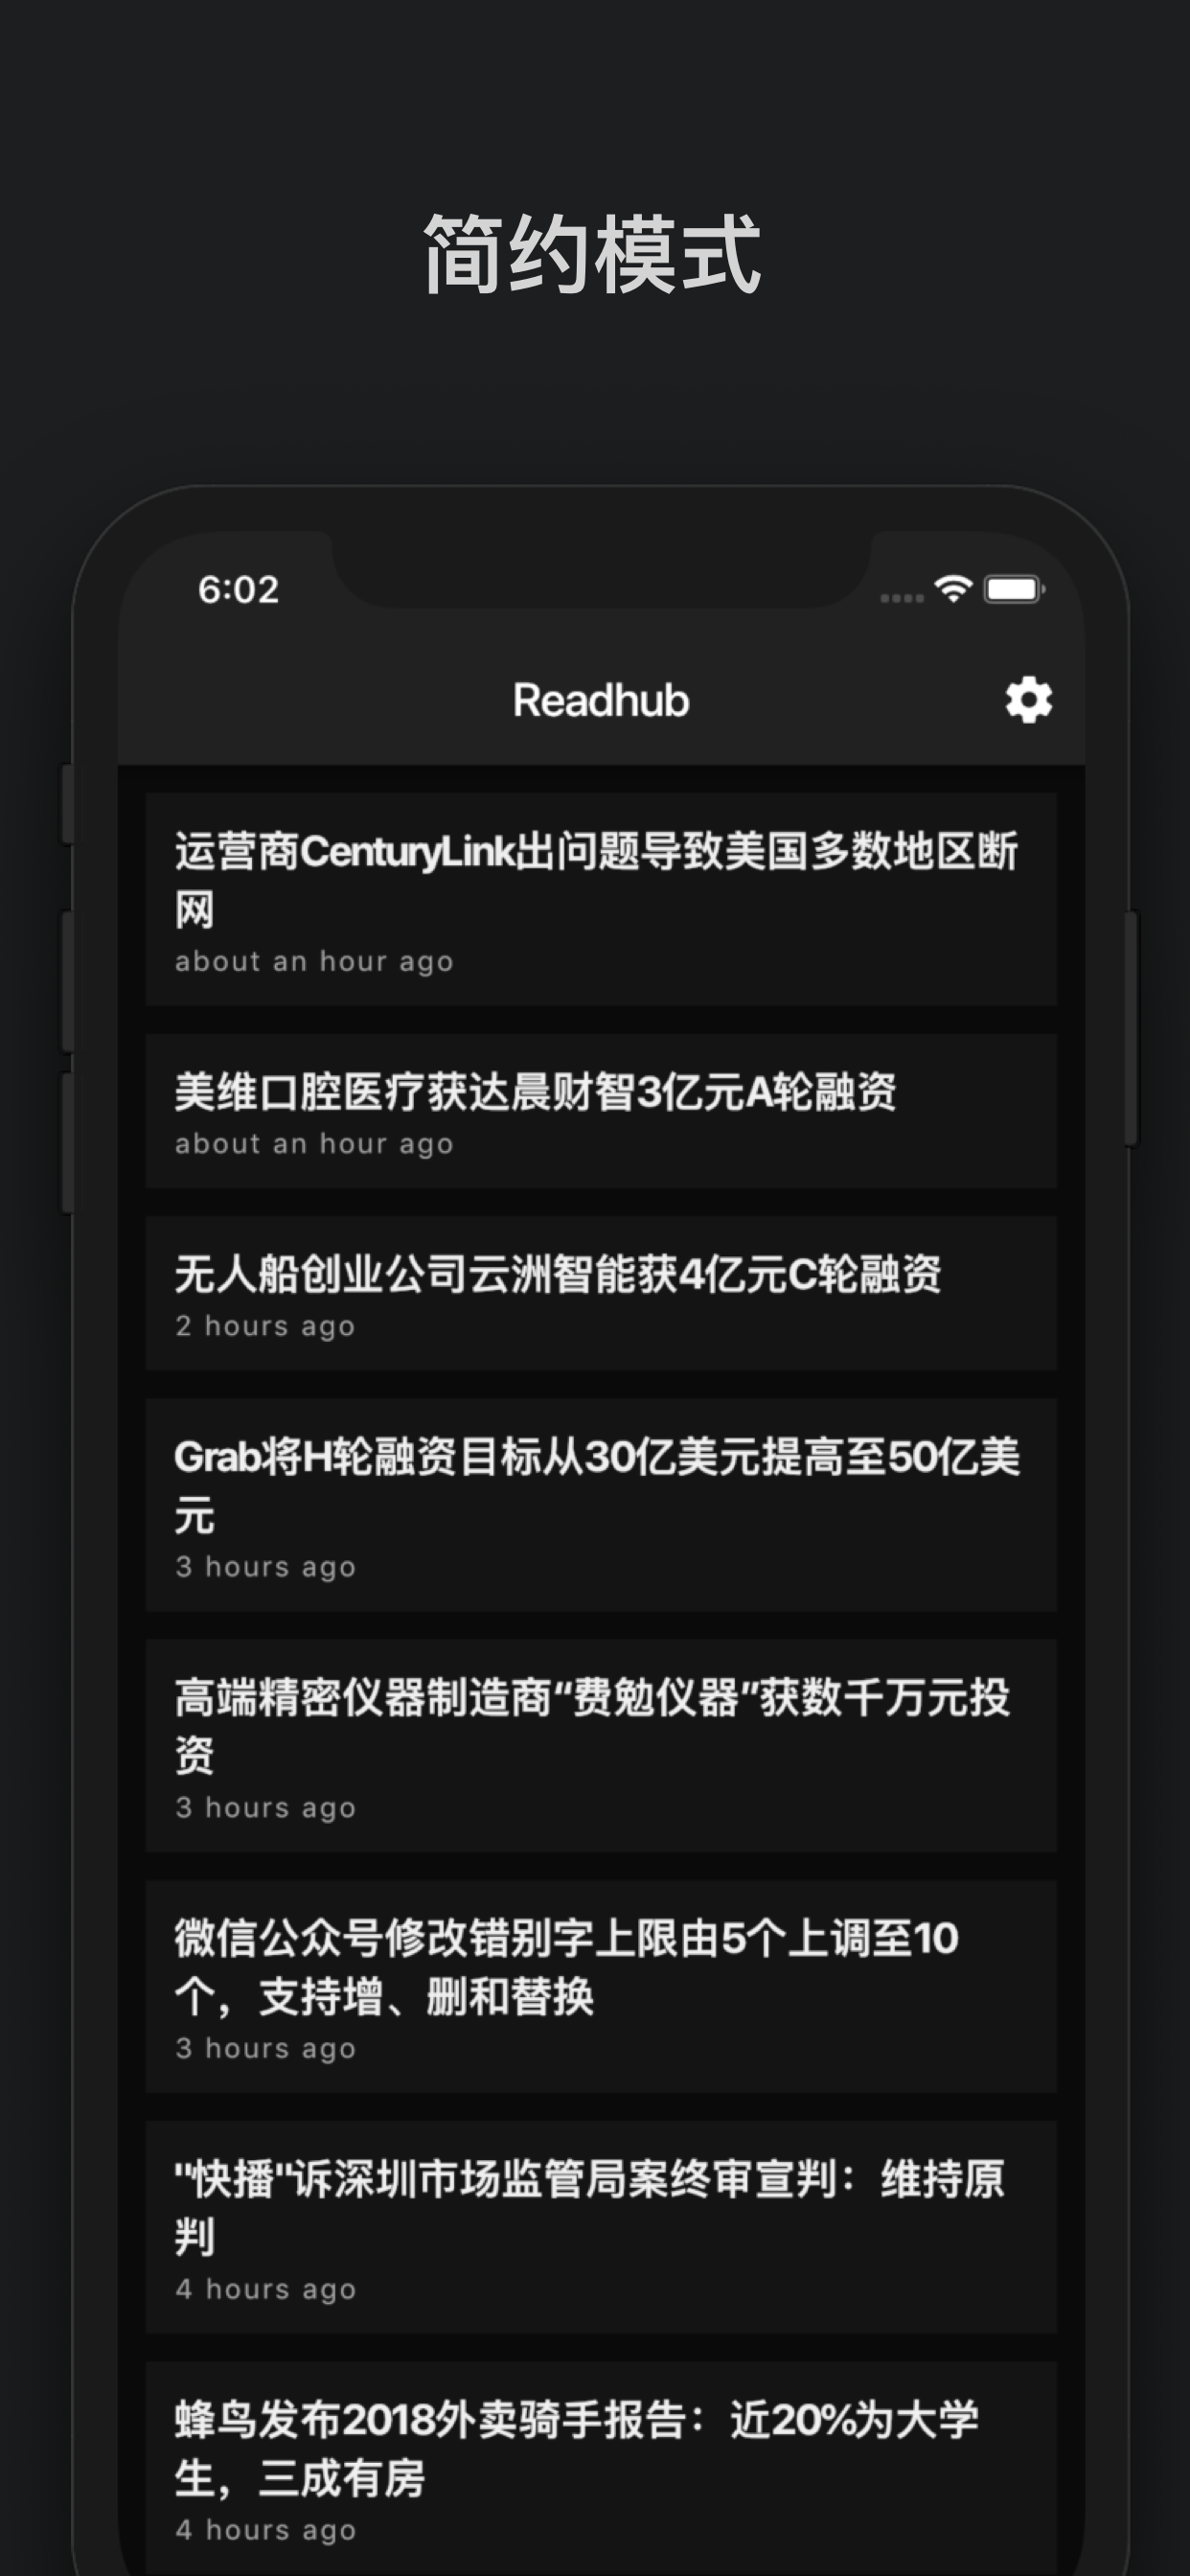 简约模式
6:02
Readhub
运营商CenturyLink出问题导致美国多数地区断
网
about an hour ago
美维口腔医疗获达晨财智3亿元A轮融资
about an hour ago
无人船创业公司云洲智能获4亿元C轮融资
2 hours ago
Grab将H轮融资目标从30亿美元提高至50亿美
元
3 hours ago
高端精密仪器制造商“费勉仪器”获数千万元投
资
3 hours ago
微信公众号修改错别字上限由5个上调至10
个，支持增、删和替换
3 hours ago
"快播"诉深圳市场监管局案终审宣判：维持原
判
4 hours ago
蜂鸟发布2018外卖骑手报告：近20%为大学
生，三成有房
4 hours ago